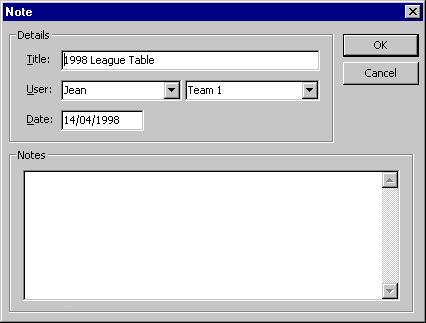 Note
Details
Title: 1998 League Table
OK
Cancel
User: Jean Team 1
Date: 14/04/1998
Notes